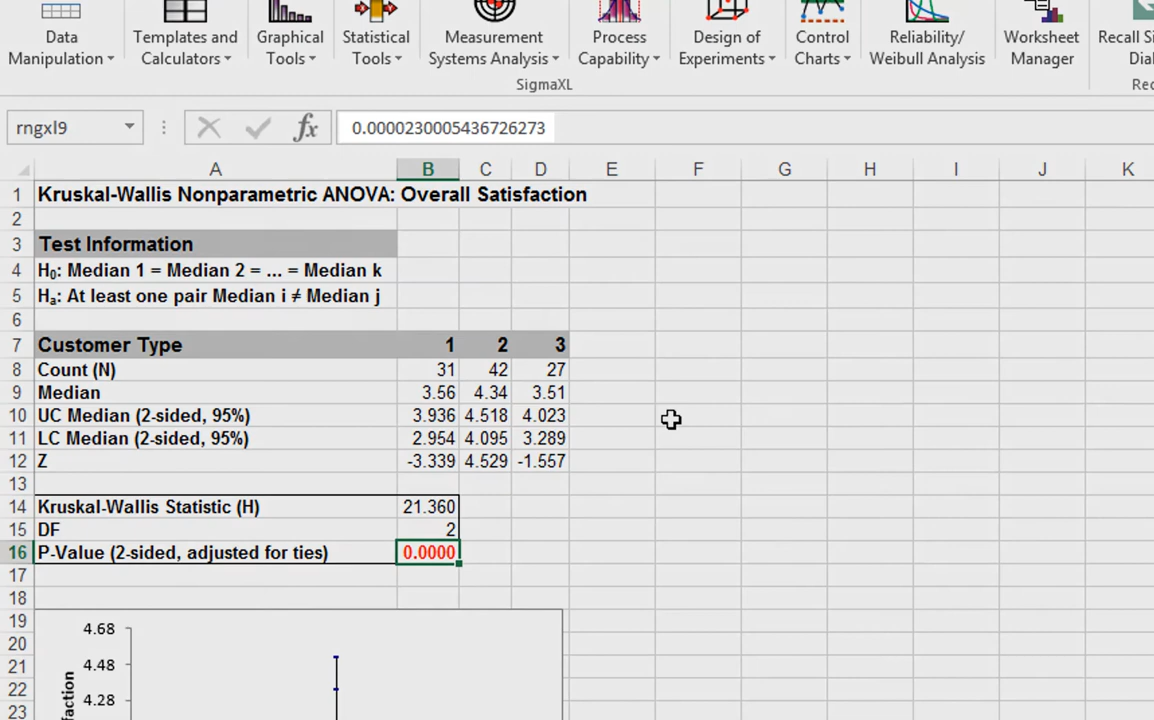 Data Manipulation
Templates and Calculators
Graphical Tools
Statistical Tools
Measurement Systems Analysis
Process Capability
Design of Experiments
Control Charts
Reliability/ Weibull Analysis
Worksheet Manager
SigmaXL
rngxl9 fx 0.0000230005436726273
A B C D E F G H I J K
1 Kruskal-Wallis Nonparametric ANOVA: Overall Satisfaction
2
3 Test Information
4 H0: Median 1 = Median 2 = ... = Median k
5 Ha: At least one pair Median i ≠ Median j
6
7 Customer Type 1 2 3
8 Count (N) 31 42 27
9 Median 3.56 4.34 3.51
10 UC Median (2-sided, 95%) 3.936 4.518 4.023
11 LC Median (2-sided, 95%) 2.954 4.095 3.289
12 Z -3.339 4.529 -1.557
13
14 Kruskal-Wallis Statistic (H) 21.360
15 DF 2
16 P-Value (2-sided, adjusted for ties) 0.0000
17
18
19
20
21
22
23
4.68
4.48
4.28